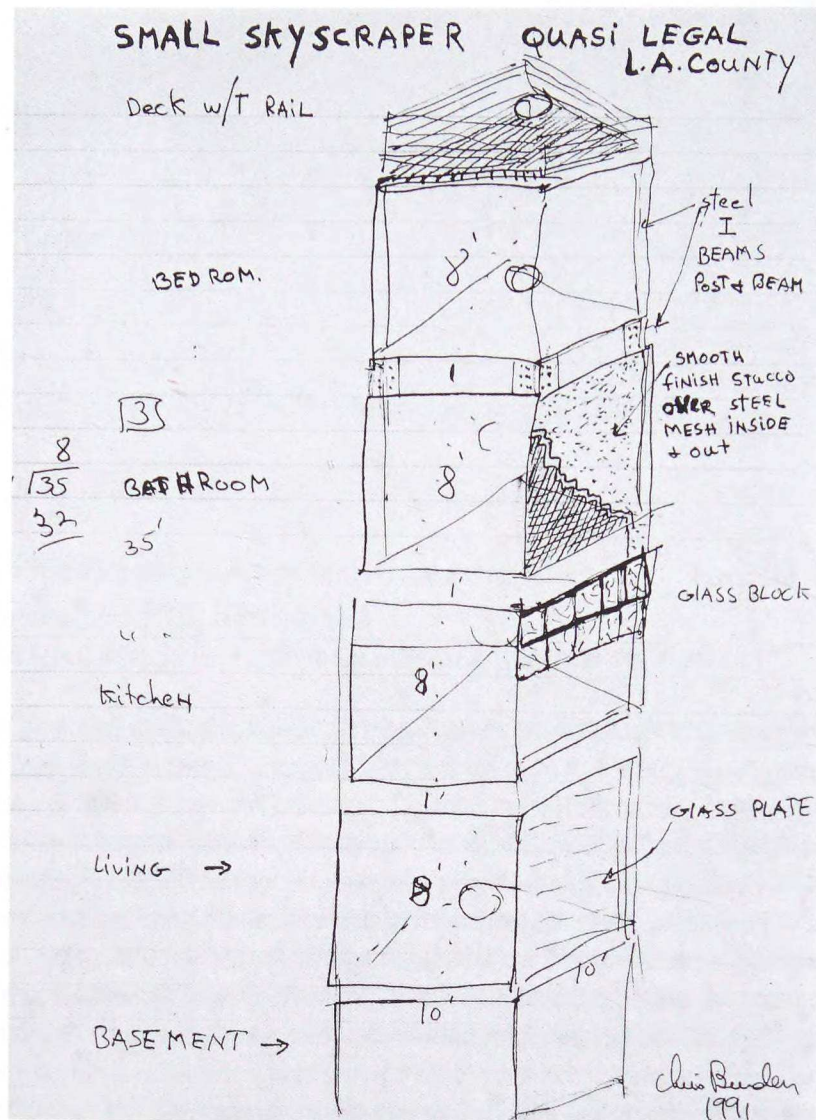 SMALL SKYSCRAPER QUASI LEGAL
L.A. COUNTY
Deck w/T RAIL
steel
I
BEAMS
POST & BEAM
8'
BEDROM.
1
SMOOTH
FINISH STUCCO
OVER STEEL
MESH INSIDE
& OUT
3
8
35
32
BATHROOM
35'
8'
1'
GLASS BLOCK
8'
Kitchen
1'
GLASS PLATE
LIVING →
8'
10'
10'
BASEMENT →
Chris Burden
1991